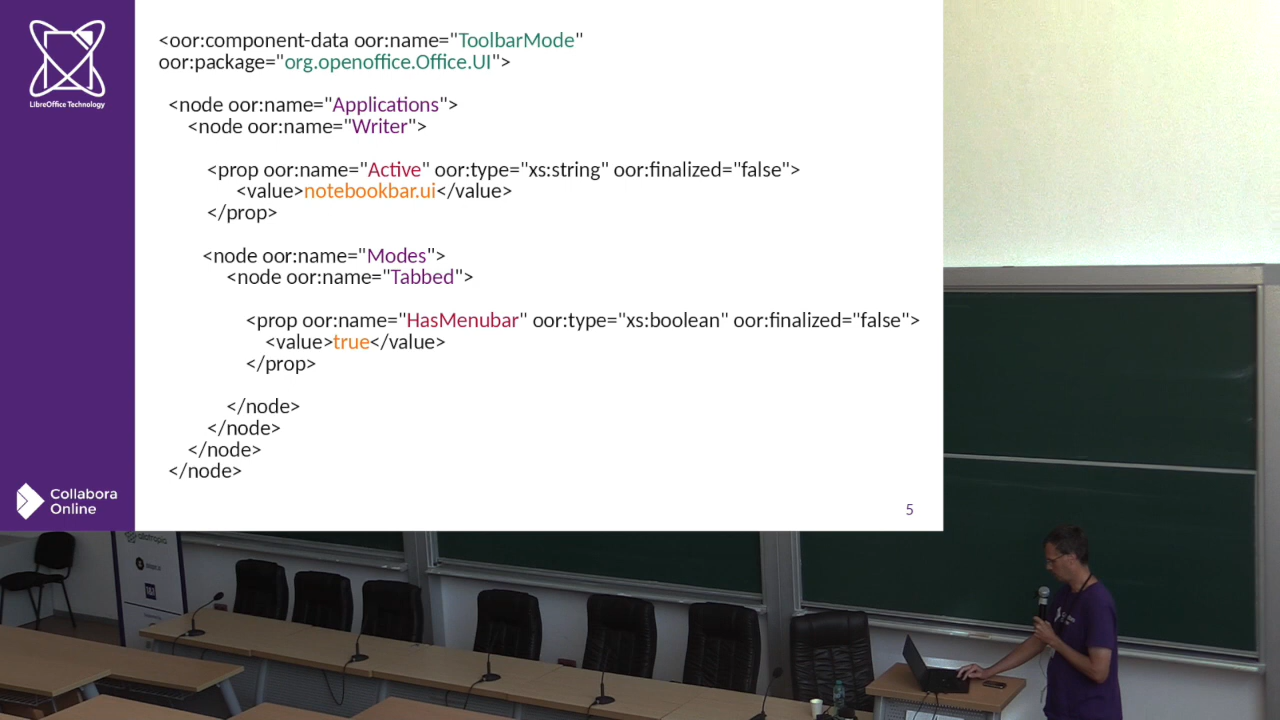 LibreOffice Technology
<oor:component-data oor:name="ToolbarMode"
oor:package="org.openoffice.Office.UI">
<node oor:name="Applications">
<node oor:name="Writer">
<prop oor:name="Active" oor:type="xs:string" oor:finalized="false">
<value>notebookbar.ui</value>
</prop>
<node oor:name="Modes">
<node oor:name="Tabbed">
<prop oor:name="HasMenubar" oor:type="xs:boolean" oor:finalized="false">
<value>true</value>
</prop>
</node>
</node>
</node>
</node>
Collabora
Online
5